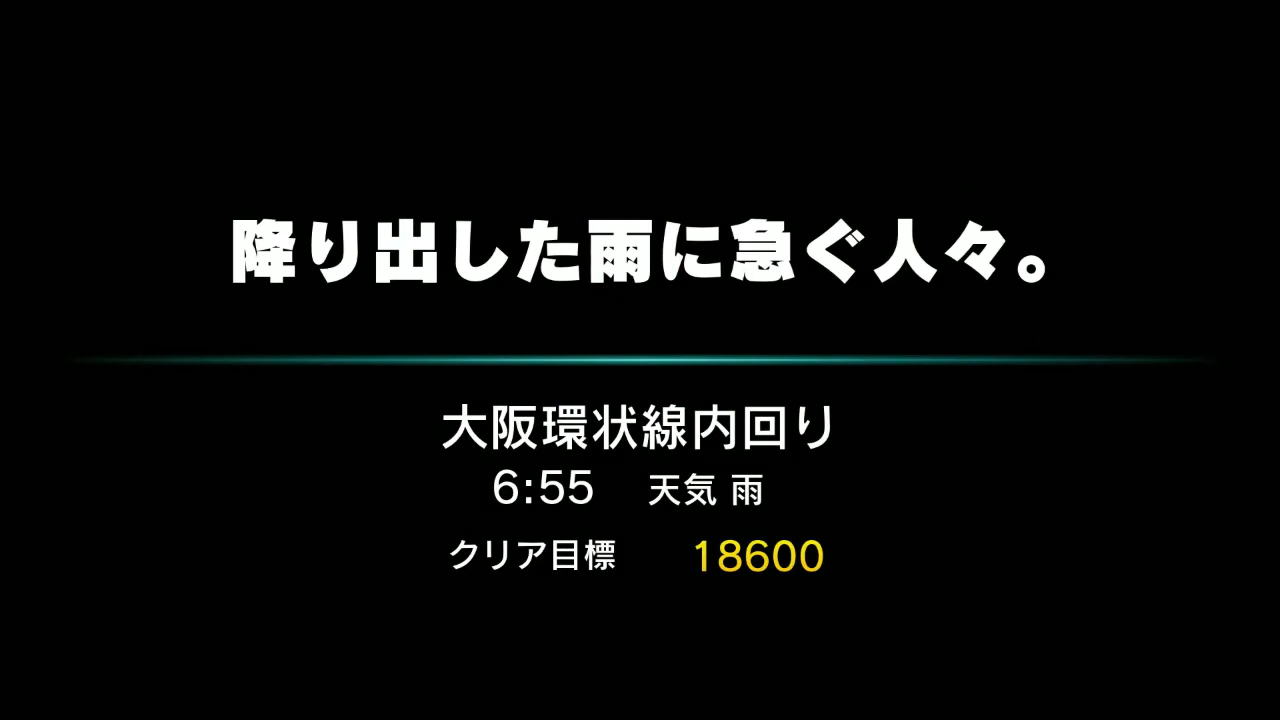 降り出した雨に急ぐ人々。
大阪環状線内回り
6:55 天気 雨
クリア目標 18600